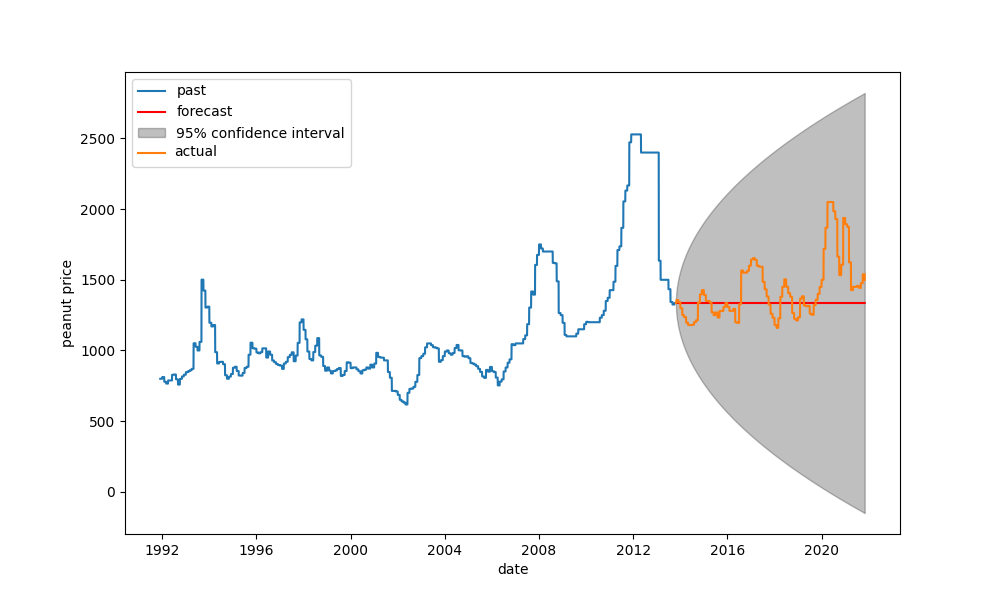 past
forecast
95% confidence interval
actual
2500
2000
1500
1000
500
0
peanut price
1992 1996 2000 2004 2008 2012 2016 2020
date